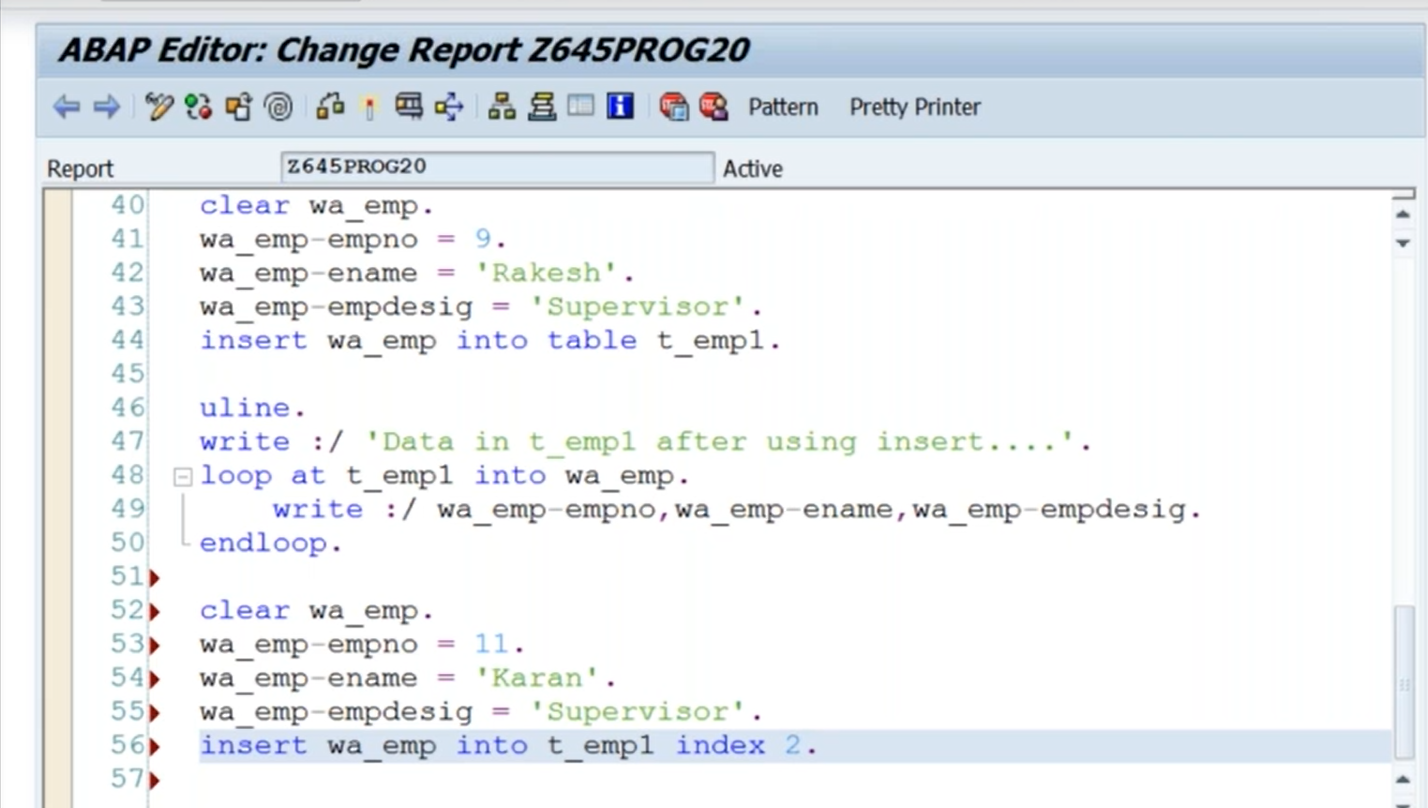 ABAP Editor: Change Report Z645PROG20
Pattern Pretty Printer
Report Z645PROG20 Active
40 clear wa_emp.
41 wa_emp-empno = 9.
42 wa_emp-ename = 'Rakesh'.
43 wa_emp-empdesig = 'Supervisor'.
44 insert wa_emp into table t_emp1.
45
46 uline.
47 write :/ 'Data in t_emp1 after using insert....'.
48 loop at t_emp1 into wa_emp.
49 write :/ wa_emp-empno,wa_emp-ename,wa_emp-empdesig.
50 endloop.
51
52 clear wa_emp.
53 wa_emp-empno = 11.
54 wa_emp-ename = 'Karan'.
55 wa_emp-empdesig = 'Supervisor'.
56 insert wa_emp into t_emp1 index 2.
57